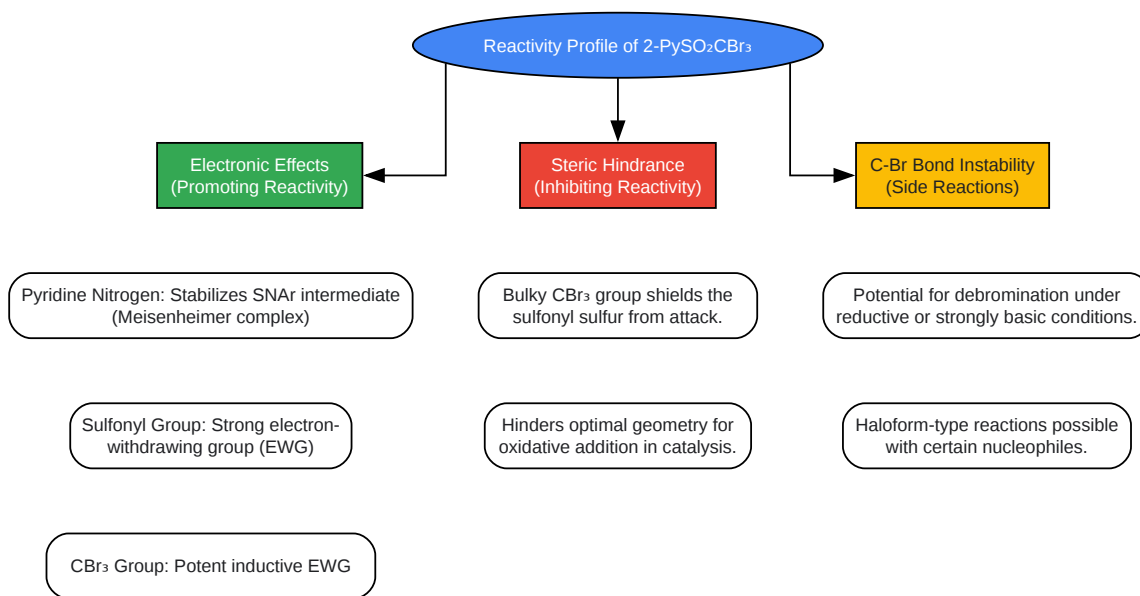 Reactivity Profile of 2-PySO₂CBr₃
Electronic Effects
(Promoting Reactivity)
Steric Hindrance
(Inhibiting Reactivity)
C-Br Bond Instability
(Side Reactions)
Pyridine Nitrogen: Stabilizes SNAr intermediate
(Meisenheimer complex)
Bulky CBr₃ group shields the
sulfonyl sulfur from attack.
Potential for debromination under
reductive or strongly basic conditions.
Sulfonyl Group: Strong electron-
withdrawing group (EWG)
Hinders optimal geometry for
oxidative addition in catalysis.
Haloform-type reactions possible
with certain nucleophiles.
CBr₃ Group: Potent inductive EWG